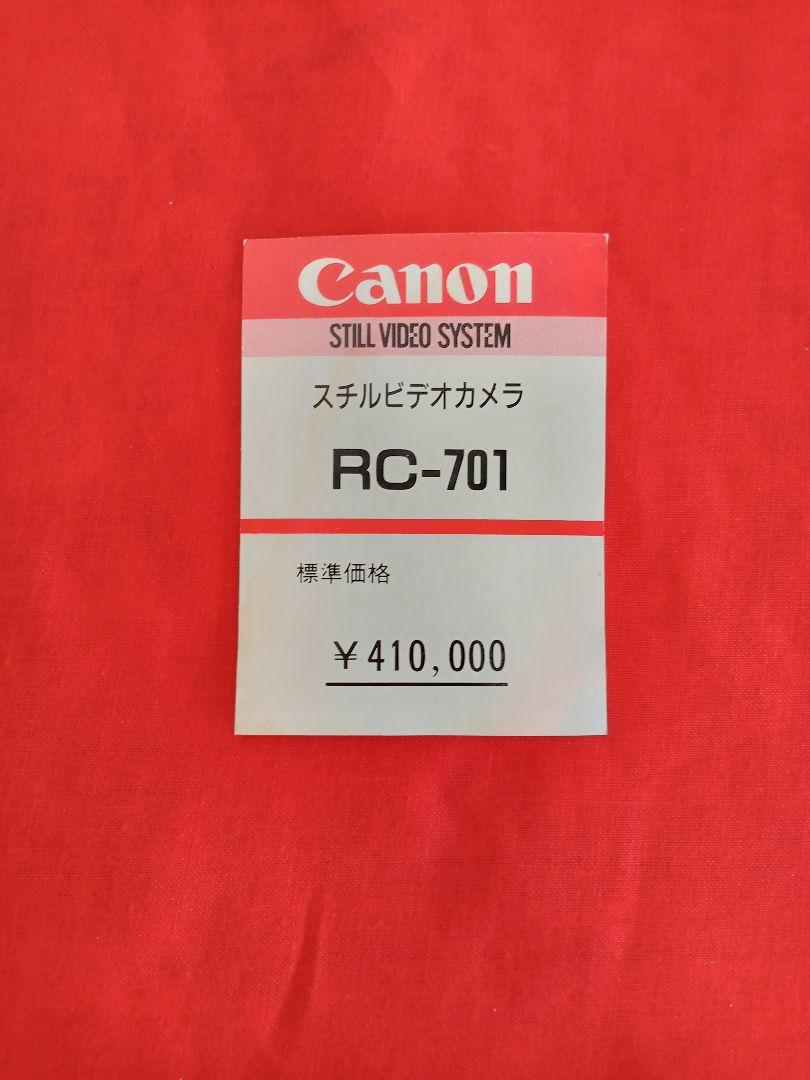 Canon
STILL VIDEO SYSTEM
スチルビデオカメラ
RC-701
標準価格
￥410,000